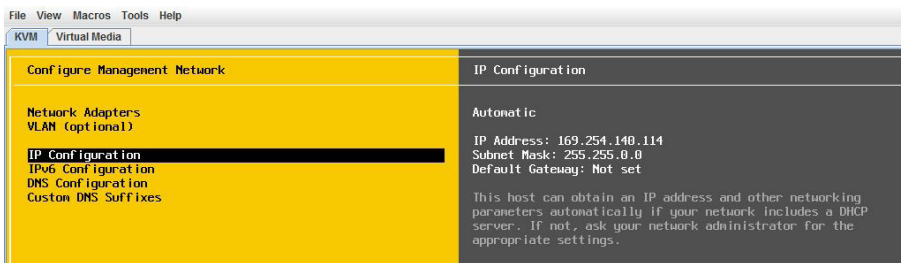 File View Macros Tools Help
KVM Virtual Media
Configure Management Network
Network Adapters
VLAN (optional)
IP Configuration
IPv6 Configuration
DNS Configuration
Custom DNS Suffixes
IP Configuration
Automatic
IP Address: 169.254.140.114
Subnet Mask: 255.255.0.0
Default Gateway: Not set
This host can obtain an IP address and other networking
parameters automatically if your network includes a DHCP
server. If not, ask your network administrator for the
appropriate settings.